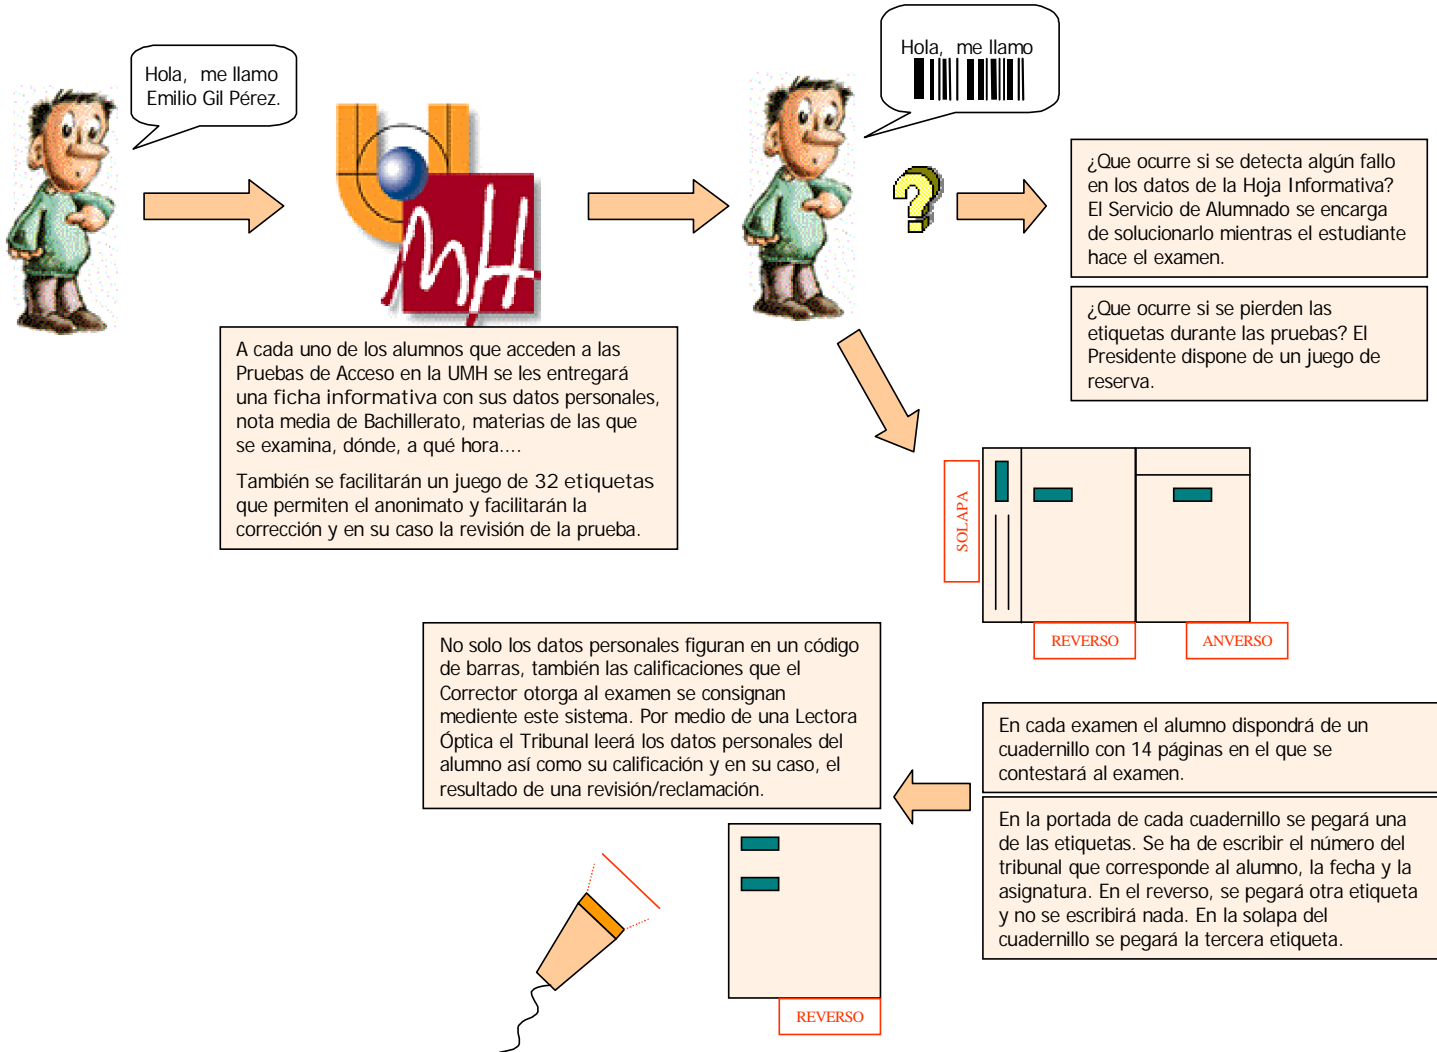 Hola, me llamo
Emilio Gil Pérez.
Hola, me llamo
UMH
¿Que ocurre si se detecta algún fallo
en los datos de la Hoja Informativa?
El Servicio de Alumnado se encarga
de solucionarlo mientras el estudiante
hace el examen.
¿Que ocurre si se pierden las
etiquetas durante las pruebas? El
Presidente dispone de un juego de
reserva.
A cada uno de los alumnos que acceden a las
Pruebas de Acceso en la UMH se les entregará
una ficha informativa con sus datos personales,
nota media de Bachillerato, materias de las que
se examina, dónde, a qué hora....
También se facilitarán un juego de 32 etiquetas
que permiten el anonimato y facilitarán la
corrección y en su caso la revisión de la prueba.
SOLAPA
REVERSO
ANVERSO
No solo los datos personales figuran en un código
de barras, también las calificaciones que el
Corrector otorga al examen se consignan
mediente este sistema. Por medio de una Lectora
Óptica el Tribunal leerá los datos personales del
alumno así como su calificación y en su caso, el
resultado de una revisión/reclamación.
En cada examen el alumno dispondrá de un
cuadernillo con 14 páginas en el que se
contestará al examen.
En la portada de cada cuadernillo se pegará una
de las etiquetas. Se ha de escribir el número del
tribunal que corresponde al alumno, la fecha y la
asignatura. En el reverso, se pegará otra etiqueta
y no se escribirá nada. En la solapa del
cuadernillo se pegará la tercera etiqueta.
REVERSO